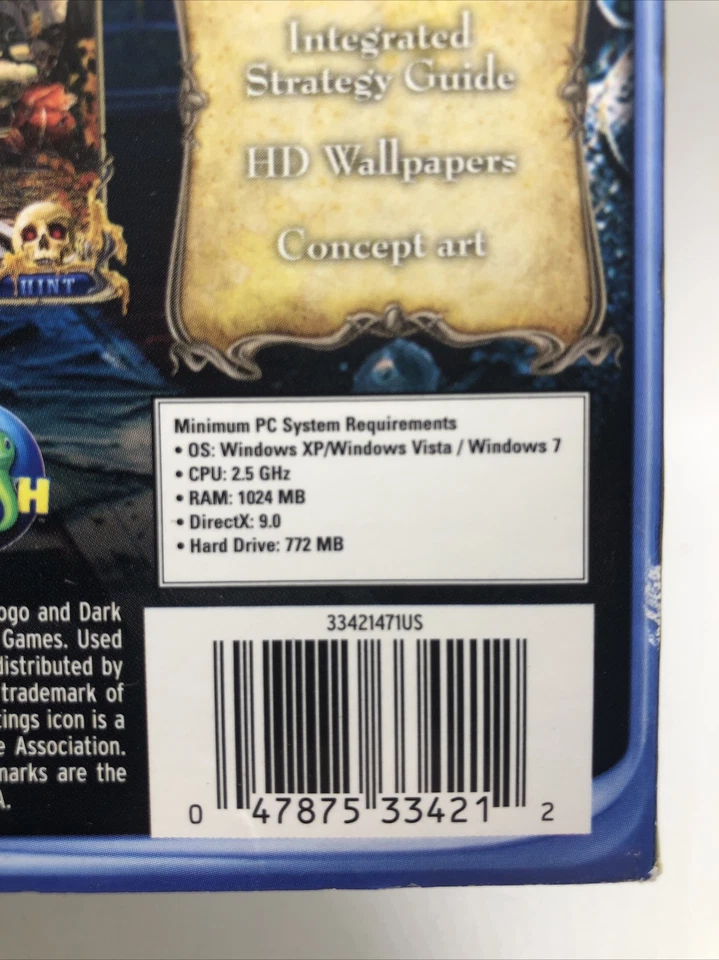 Integrated
Strategy Guide
HD Wallpapers
Concept art
HINT
Minimum PC System Requirements
• OS: Windows XP/Windows Vista / Windows 7
• CPU: 2.5 GHz
• RAM: 1024 MB
• DirectX: 9.0
• Hard Drive: 772 MB
H
ogo and Dark
Games. Used
distributed by
trademark of
tings icon is a
e Association.
marks are the
A.
33421471US
0 47875 33421 2